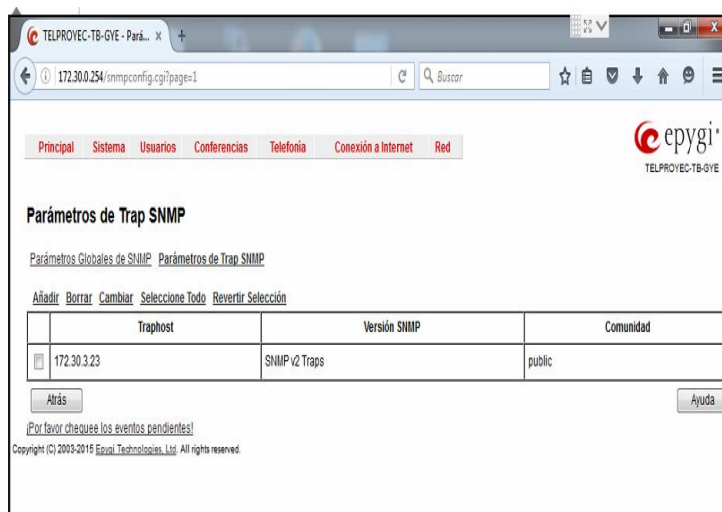 TELPROYEC-TB-GYE - Pará...
172.30.0.254/snmpconfig.cgi?page=1
Buscar
Principal Sistema Usuarios Conferencias Telefonía Conexión a Internet Red
epygi
TELPROYEC-TB-GYE
Parámetros de Trap SNMP
Parámetros Globales de SNMP Parámetros de Trap SNMP
Añadir Borrar Cambiar Seleccione Todo Revertir Selección
Traphost Versión SNMP Comunidad
172.30.3.23 SNMP v2 Traps public
Atrás Ayuda
¡Por favor chequee los eventos pendientes!
Copyright (C) 2003-2015 Epygi Technologies, Ltd. All rights reserved.